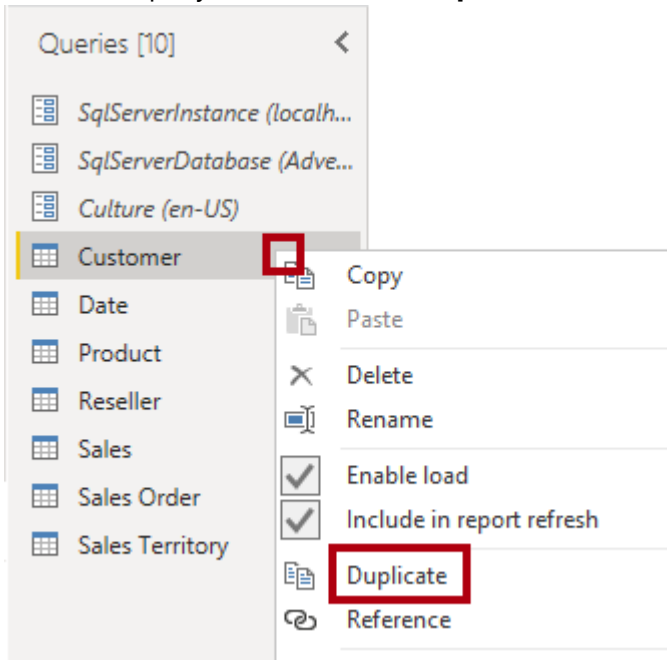 Queries [10]
SqlServerInstance (localh...
SqlServerDatabase (Adve...
Culture (en-US)
Customer
Date
Product
Reseller
Sales
Sales Order
Sales Territory
Copy
Paste
Delete
Rename
Enable load
Include in report refresh
Duplicate
Reference